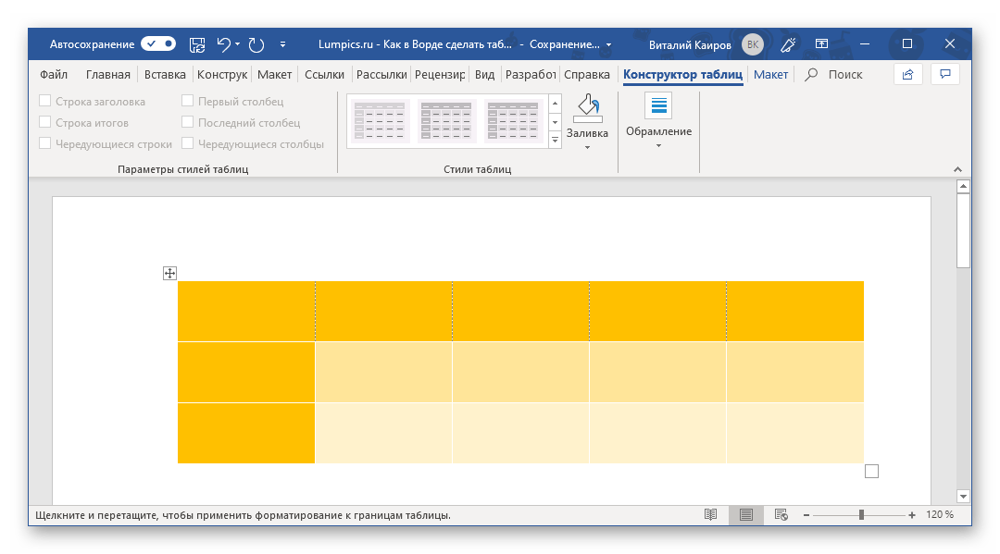 Автосохранение Lumpics.ru - Как в Ворде сделать таб... - Сохранение... Виталий Каиров ВК
Файл Главная Вставка Конструк Макет Ссылки Рассылки Рецензир Вид Разработ Справка Конструктор таблиц Макет Поиск
Строка заголовка Первый столбец
Строка итогов Последний столбец
Чередующиеся строки Чередующиеся столбцы
Заливка Обрамление
Параметры стилей таблиц Стили таблиц
Щелкните и перетащите, чтобы применить форматирование к границам таблицы. 120 %